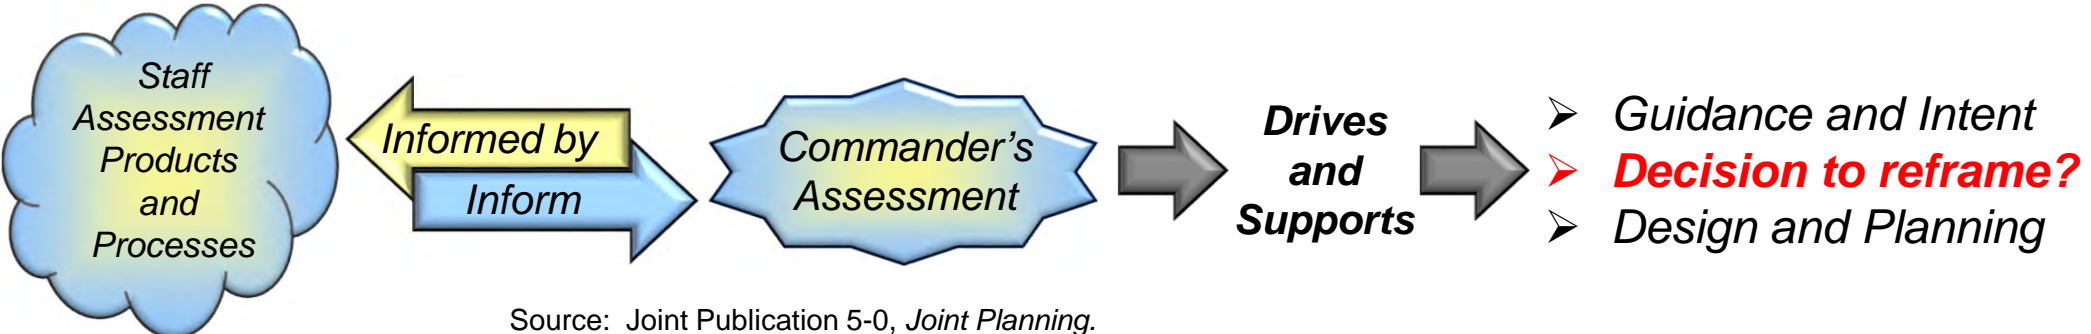 Staff
Assessment
Products
and
Processes
Informed by
Inform
Commander’s
Assessment
Drives
and
Supports
➢ Guidance and Intent
➢ Decision to reframe?
➢ Design and Planning
Source: Joint Publication 5-0, Joint Planning.